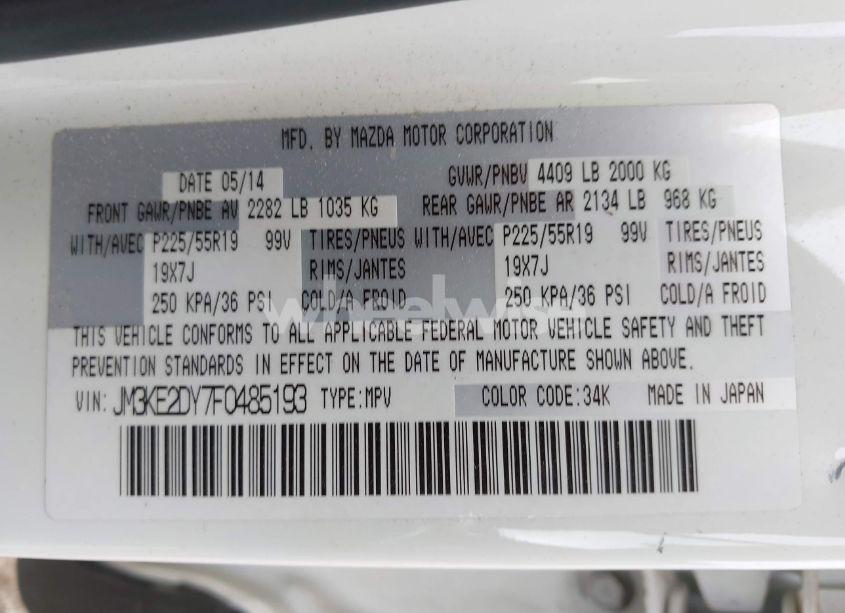 MFD. BY MAZDA MOTOR CORPORATION
DATE 05/14 GVWR/PNBV 4409 LB 2000 KG
FRONT GAWR/PNBE AV 2282 LB 1035 KG REAR GAWR/PNBE AR 2134 LB 968 KG
WITH/AVEC P225/55R19 99V TIRES/PNEUS WITH/AVEC P225/55R19 99V TIRES/PNEUS
19X7J RIMS/JANTES 19X7J RIMS/JANTES
250 KPA/36 PSI COLD/A FROID 250 KPA/36 PSI COLD/A FROID
wheelwish
THIS VEHICLE CONFORMS TO ALL APPLICABLE FEDERAL MOTOR VEHICLE SAFETY AND THEFT
PREVENTION STANDARDS IN EFFECT ON THE DATE OF MANUFACTURE SHOWN ABOVE.
VIN: JM3KE2DY7F0485193 TYPE:MPV COLOR CODE:34K MADE IN JAPAN